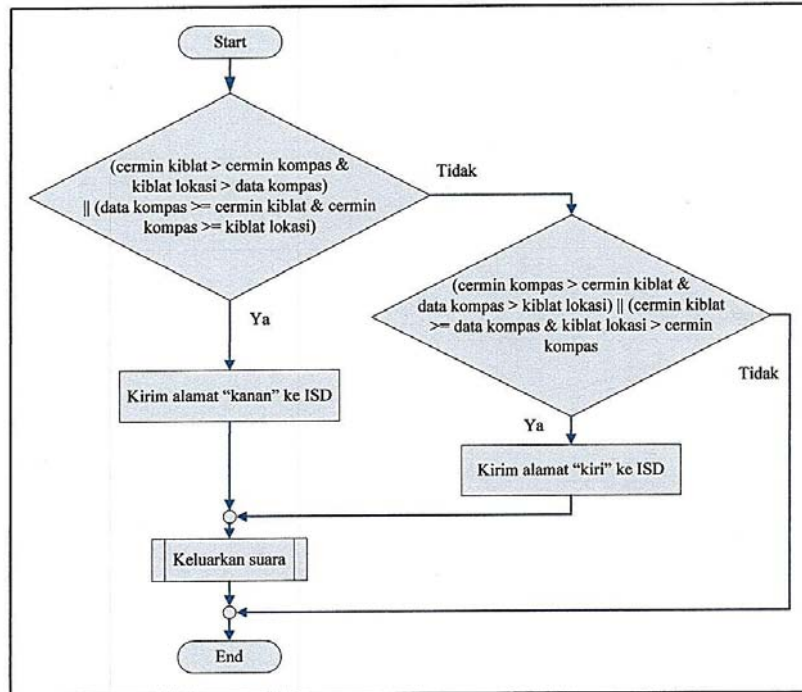 Start
(cermin kiblat > cermin kompas &
kiblat lokasi > data kompas)
|| (data kompas >= cermin kiblat & cermin
kompas >= kiblat lokasi)
Tidak
(cermin kompas > cermin kiblat &
data kompas > kiblat lokasi) || (cermin kiblat
>= data kompas & kiblat lokasi > cermin
kompas
Ya
Tidak
Kirim alamat “kanan” ke ISD
Ya
Kirim alamat “kiri” ke ISD
Keluarkan suara
End